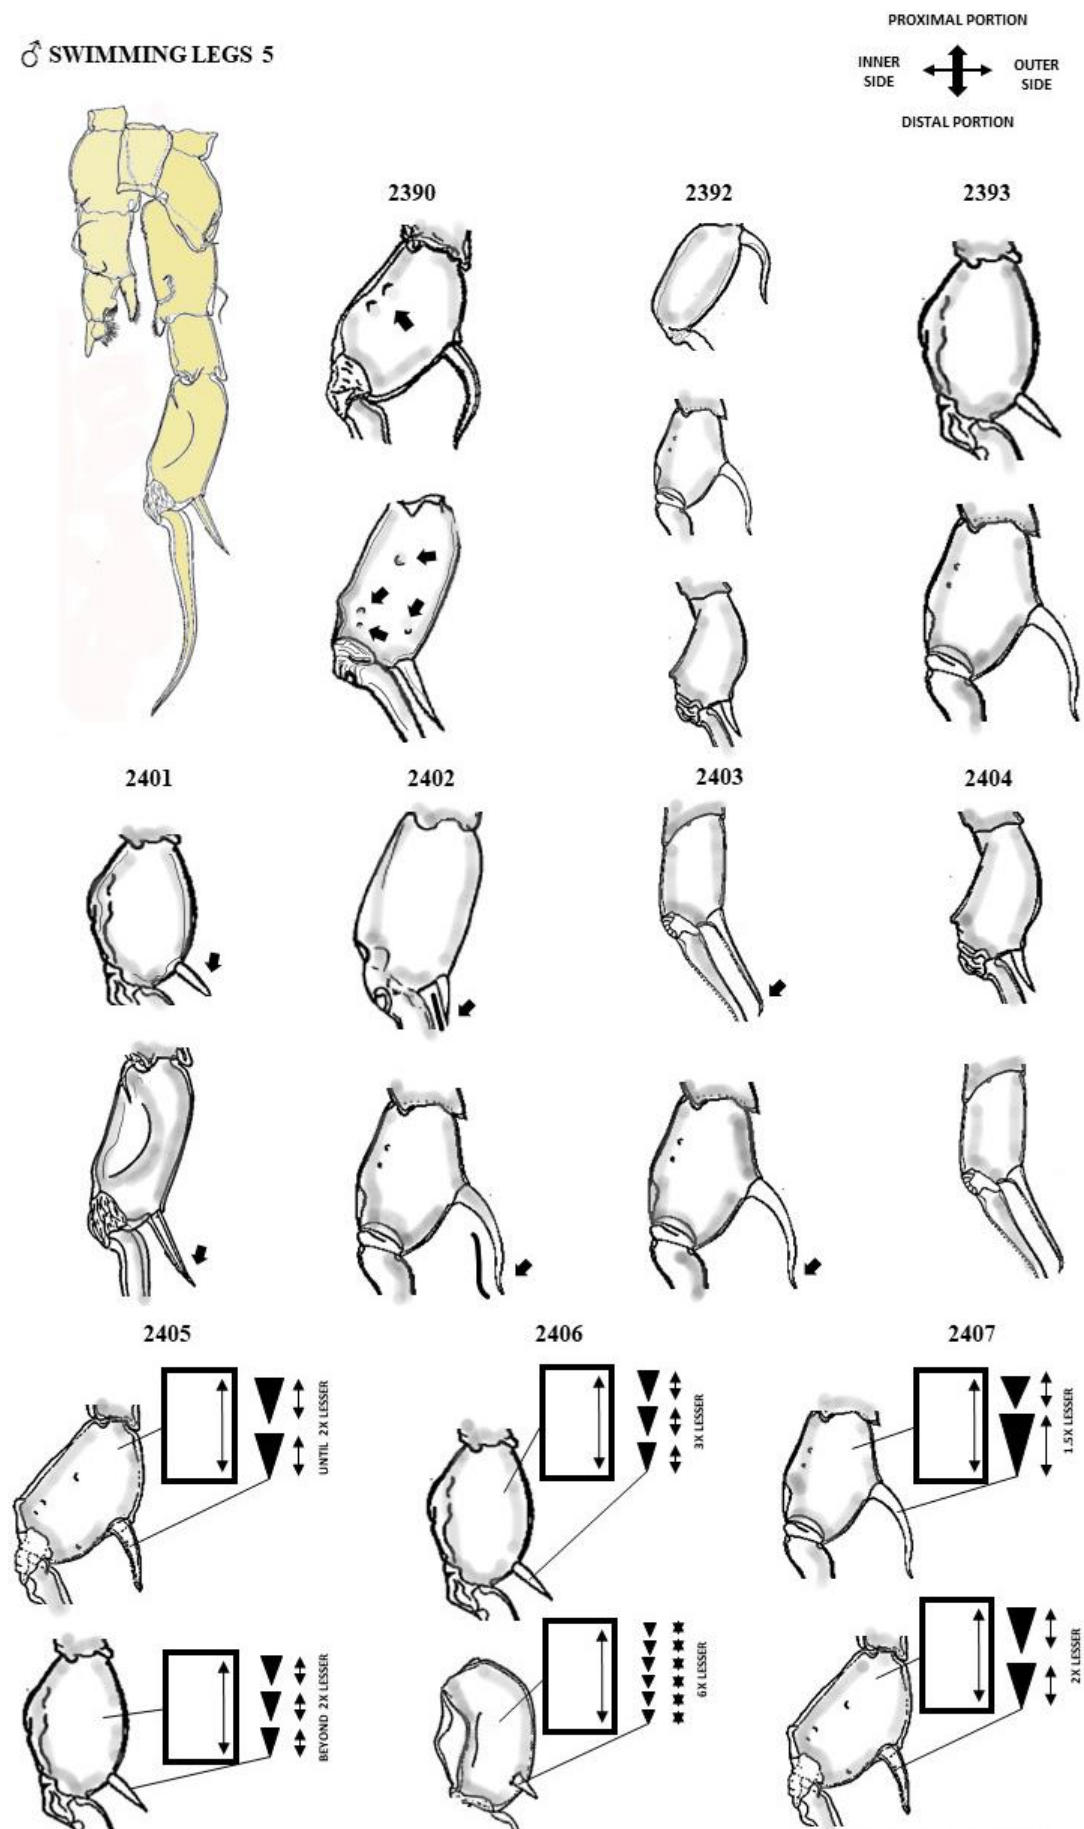 PROXIMAL PORTION
♂ SWIMMING LEGS 5
INNER SIDE
OUTER SIDE
DISTAL PORTION
2390
2392
2393
2401
2402
2403
2404
2405
2406
2407
UNTIL 2X LESSER
3X LESSER
1.5X LESSER
BEYOND 2X LESSER
6X LESSER
2X LESSER